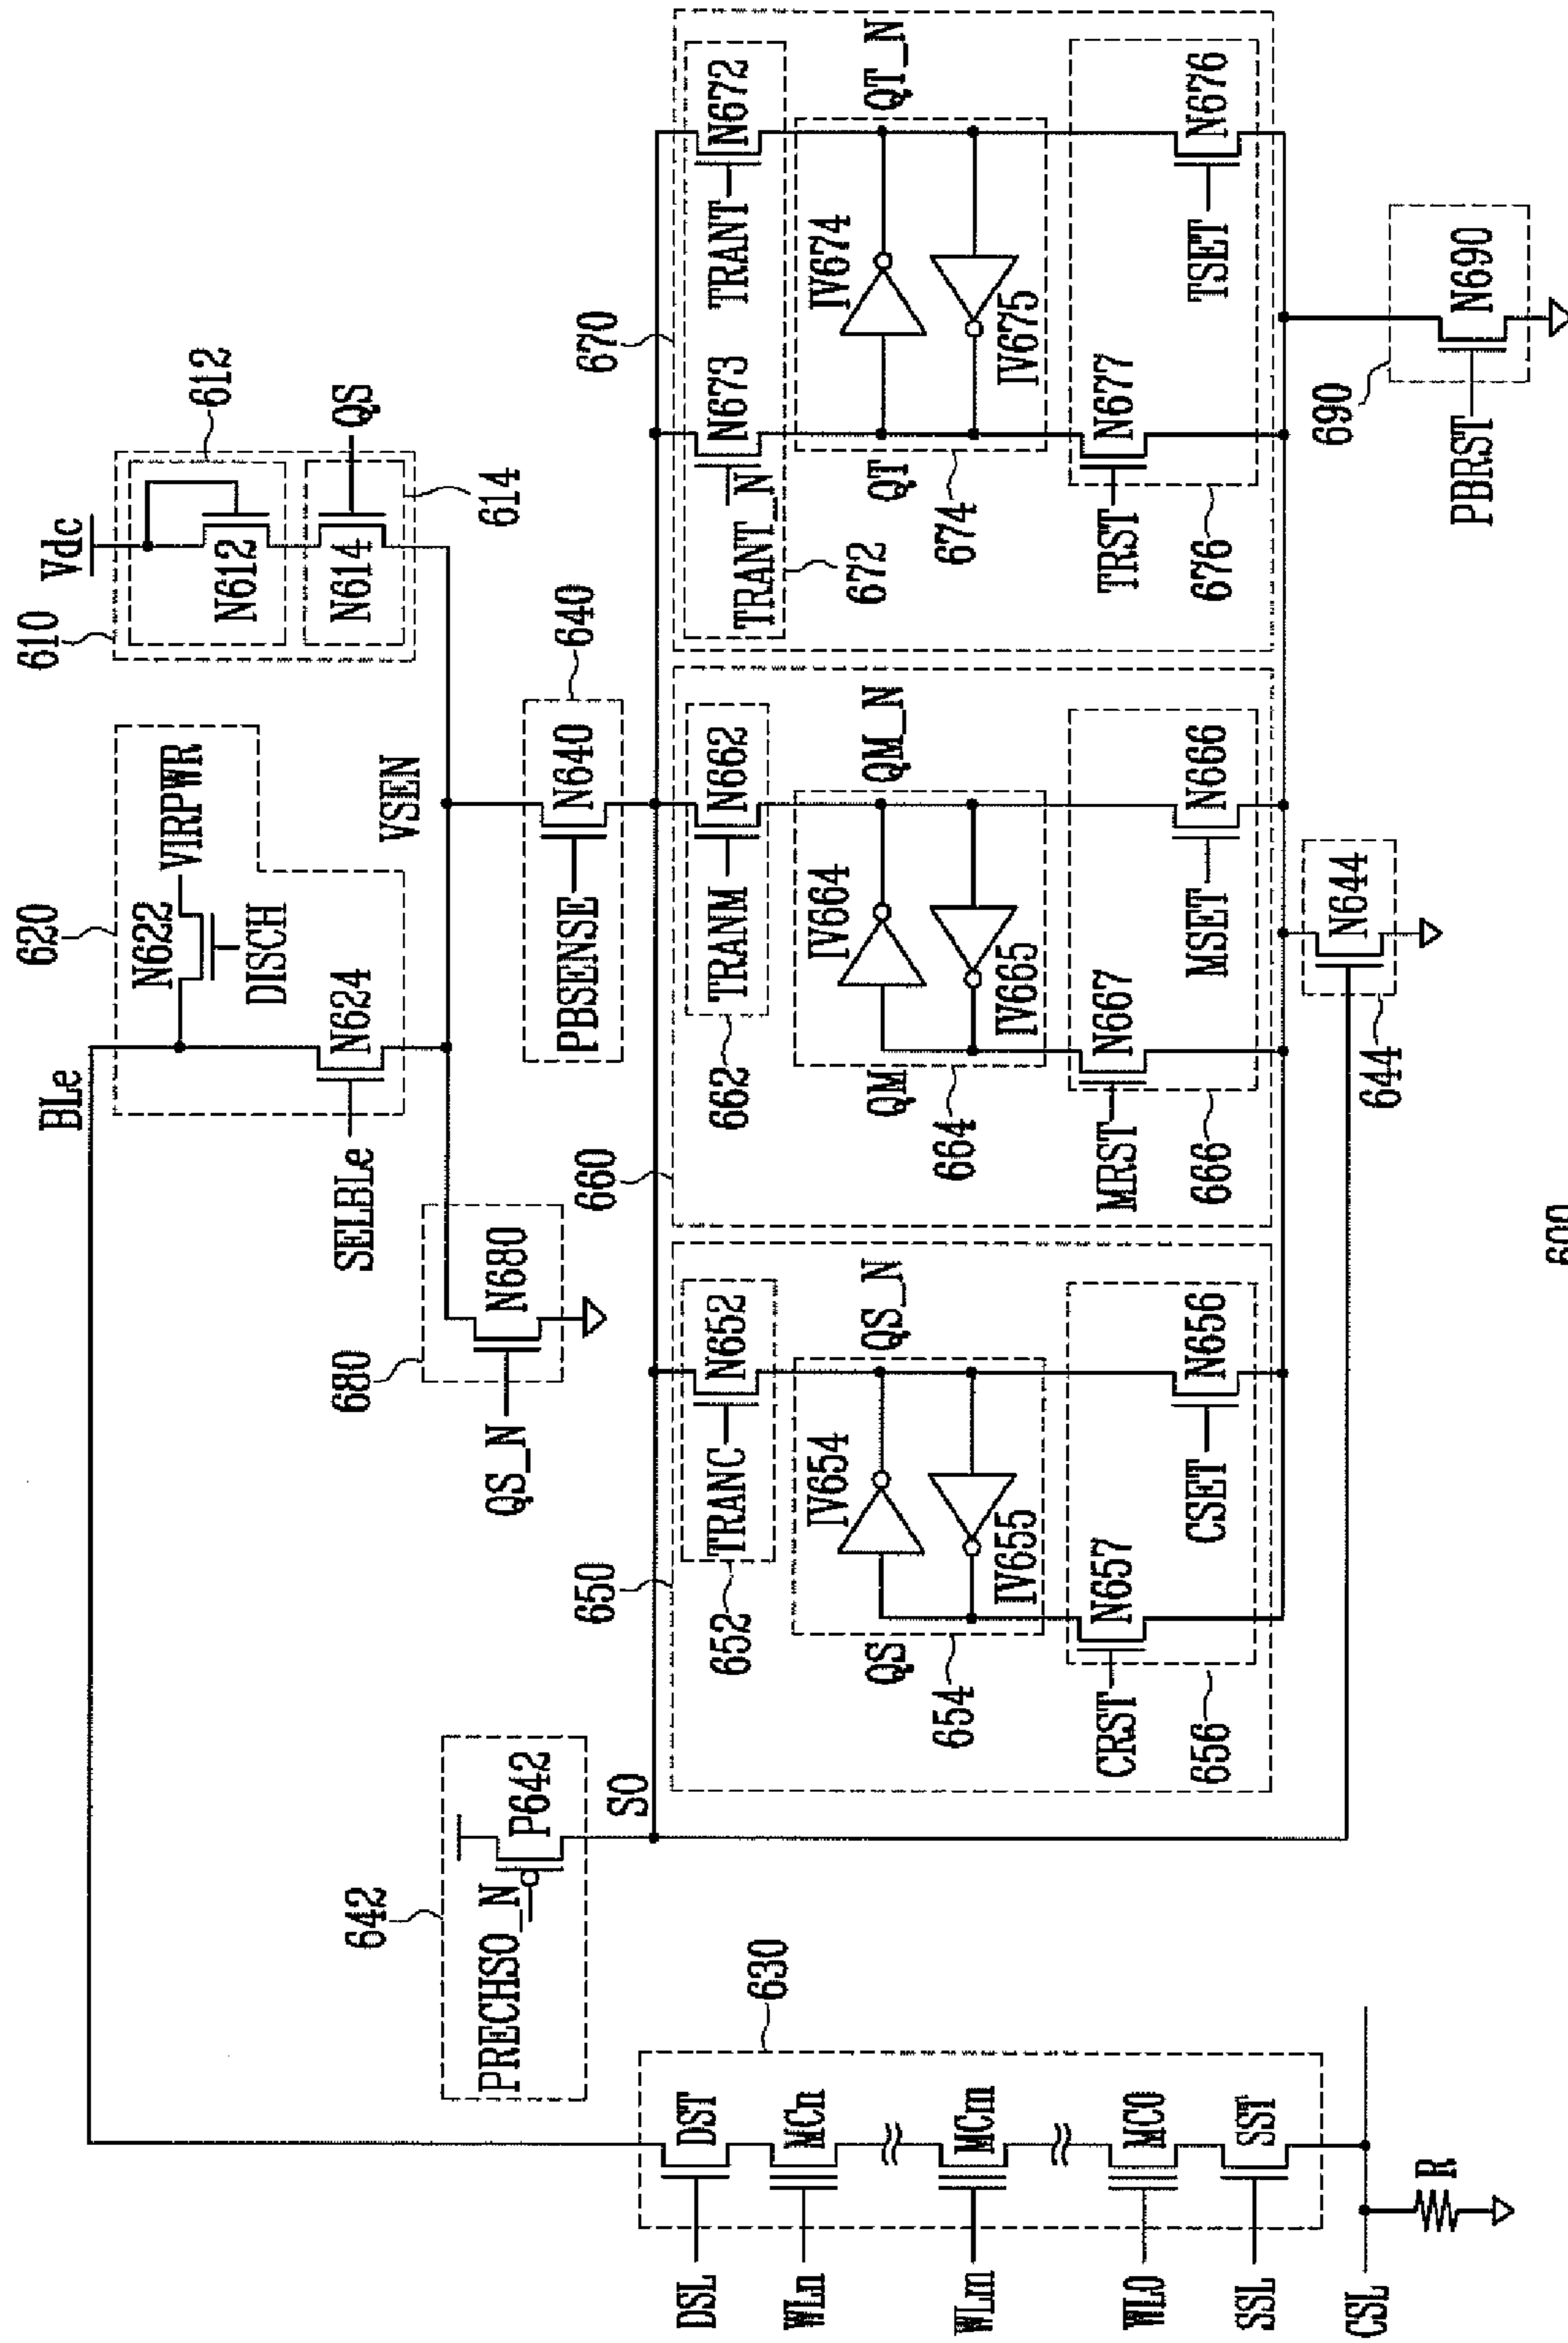 Vdc
610
612
N612
QS
N614
614
BLe
620
N622
VIRPWR
DISCH
N624
SELBLe
VSEN
680
N680
QS_N
640
N640
PBSENSE
642
P642
PRECHSO_N
SO
650
TRANC
N652
652
IV654
QS_N
IV655
QS
654
N657
CSET
N656
CRST
656
660
TRANM
N662
662
IV664
QM_N
IV665
QM
664
N667
MSET
N666
MRST
666
670
N673
TRANT
N672
TRANT_N
672
IV674
QT_N
IV675
QT
674
N677
TSET
N676
TRST
676
N644
644
690
N690
PBRST
630
DSL
DST
WLn
MCn
WLm
MCm
WL0
MC0
SSL
SST
CSL
R